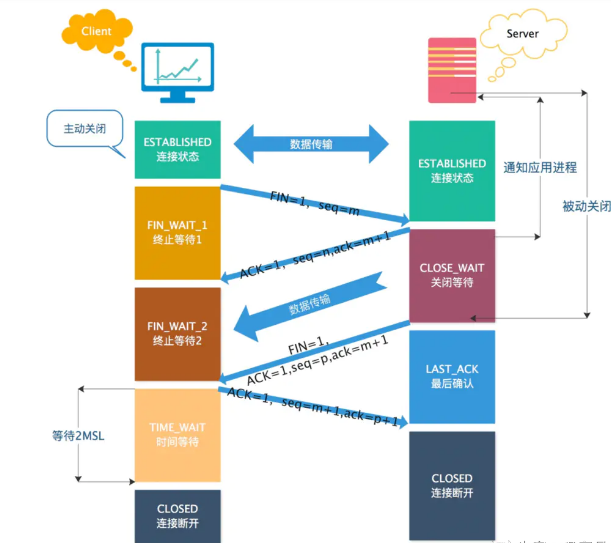 Client
Server
主动关闭
ESTABLISHED
连接状态
数据传输
ESTABLISHED
连接状态
通知应用进程
被动关闭
FIN=1, seq=m
FIN_WAIT_1
终止等待1
ACK=1, seq=n,ack=m+1
CLOSE_WAIT
关闭等待
数据传输
FIN_WAIT_2
终止等待2
FIN=1,
ACK=1,seq=p,ack=m+1
LAST_ACK
最后确认
ACK=1, seq=m+1,ack=p+1
TIME_WAIT
时间等待
等待2MSL
CLOSED
连接断开
CLOSED
连接断开